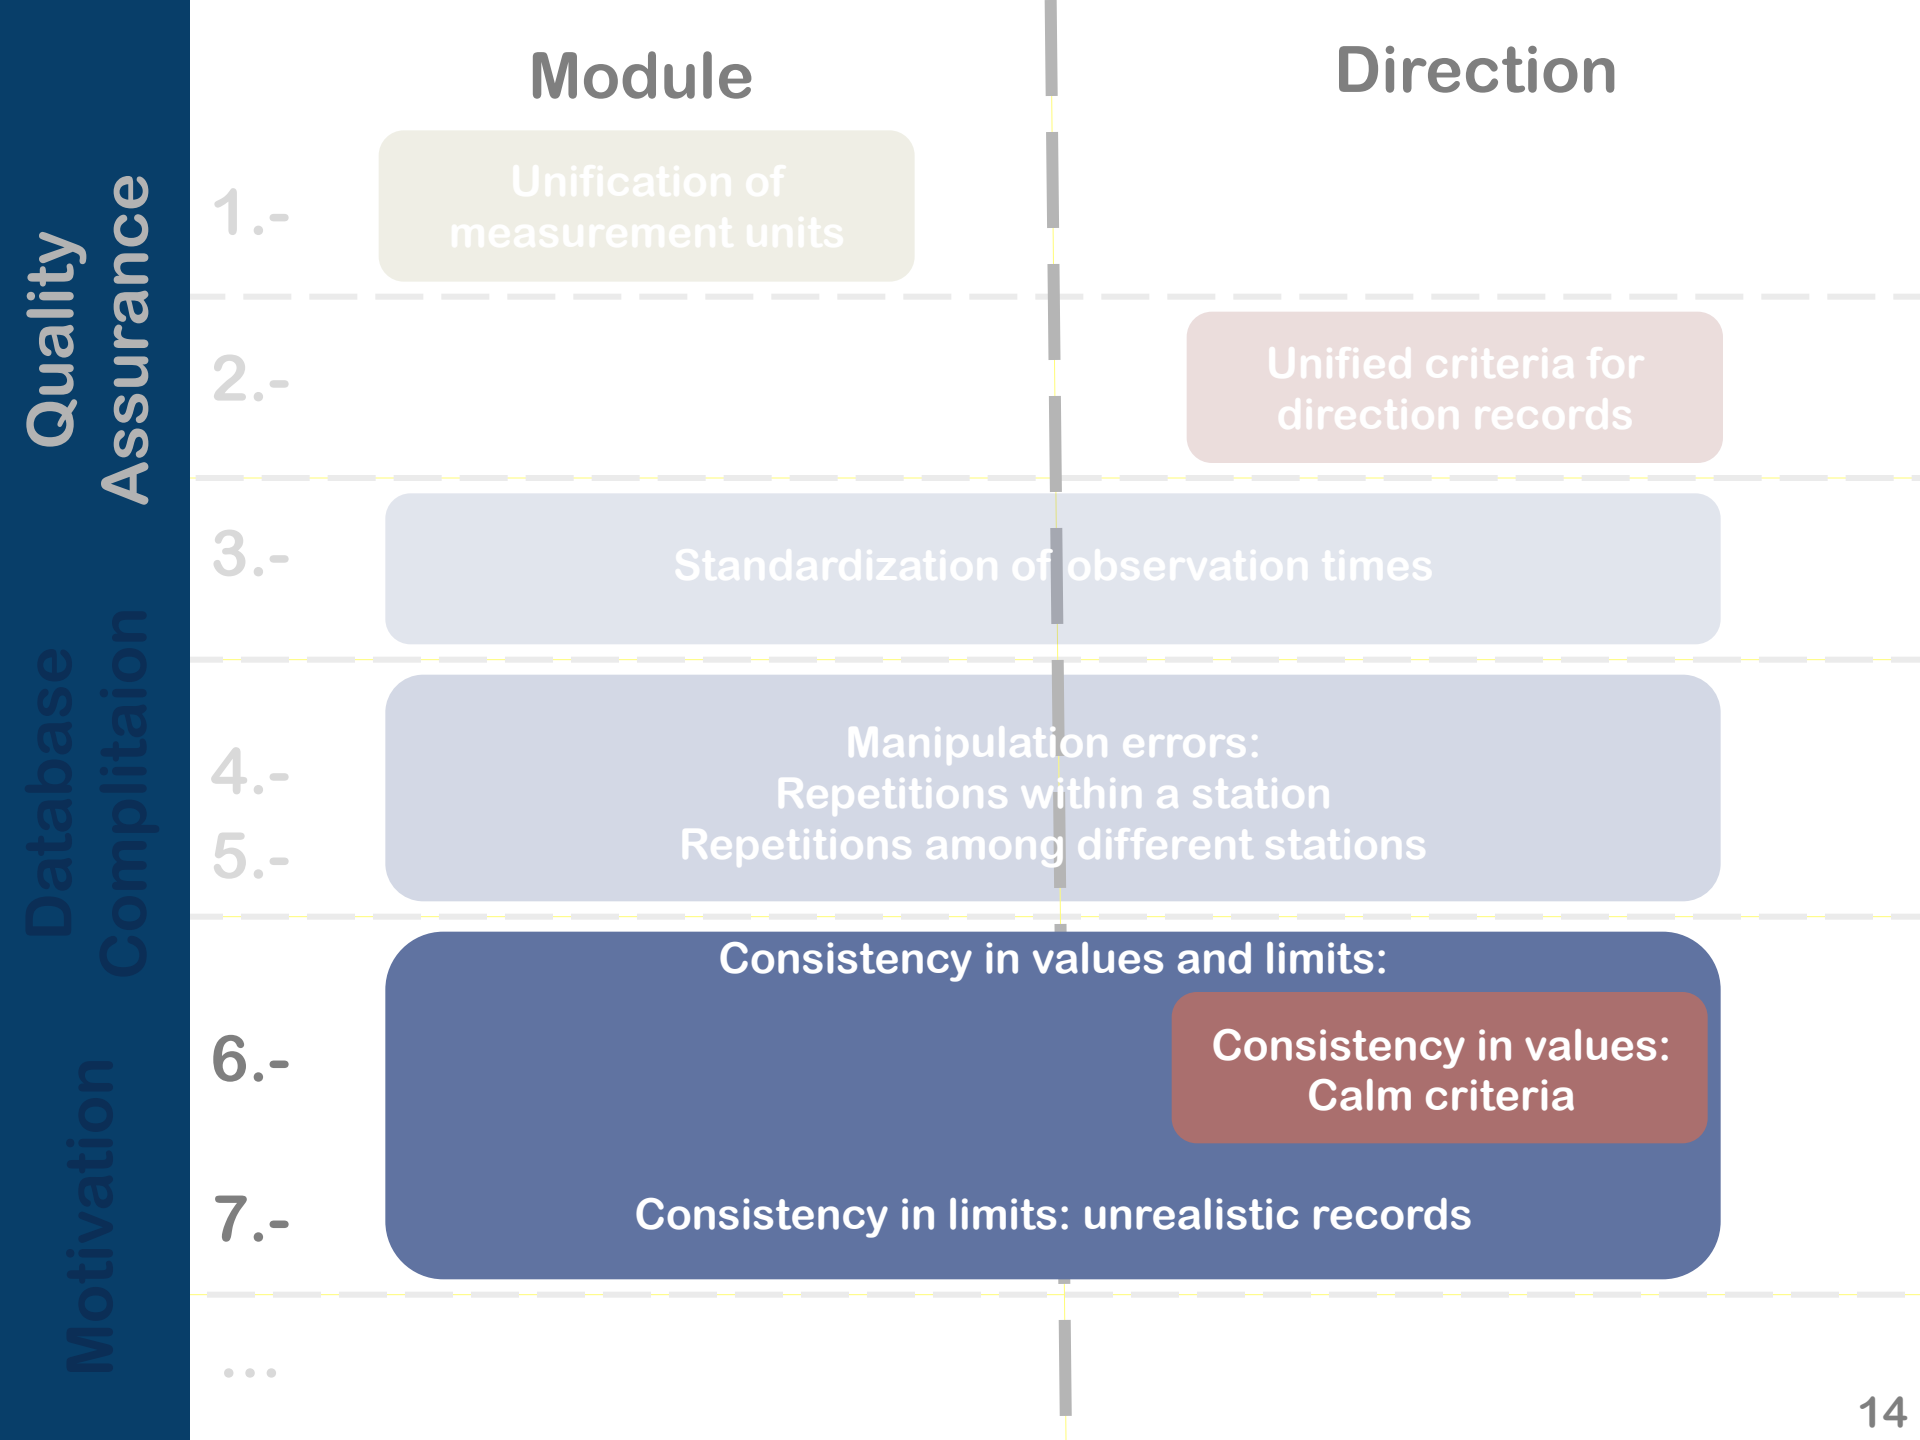 Module
Direction
1.-
Unification of
measurement units
2.-
Unified criteria for
direction records
3.-
Standardization of observation times
4.-
5.-
Manipulation errors:
Repetitions within a station
Repetitions among different stations
Consistency in values and limits:
6.-
Consistency in values:
Calm criteria
7.-
Consistency in limits: unrealistic records
...
Quality
Assurance
Database
Complitaion
Motivation
14